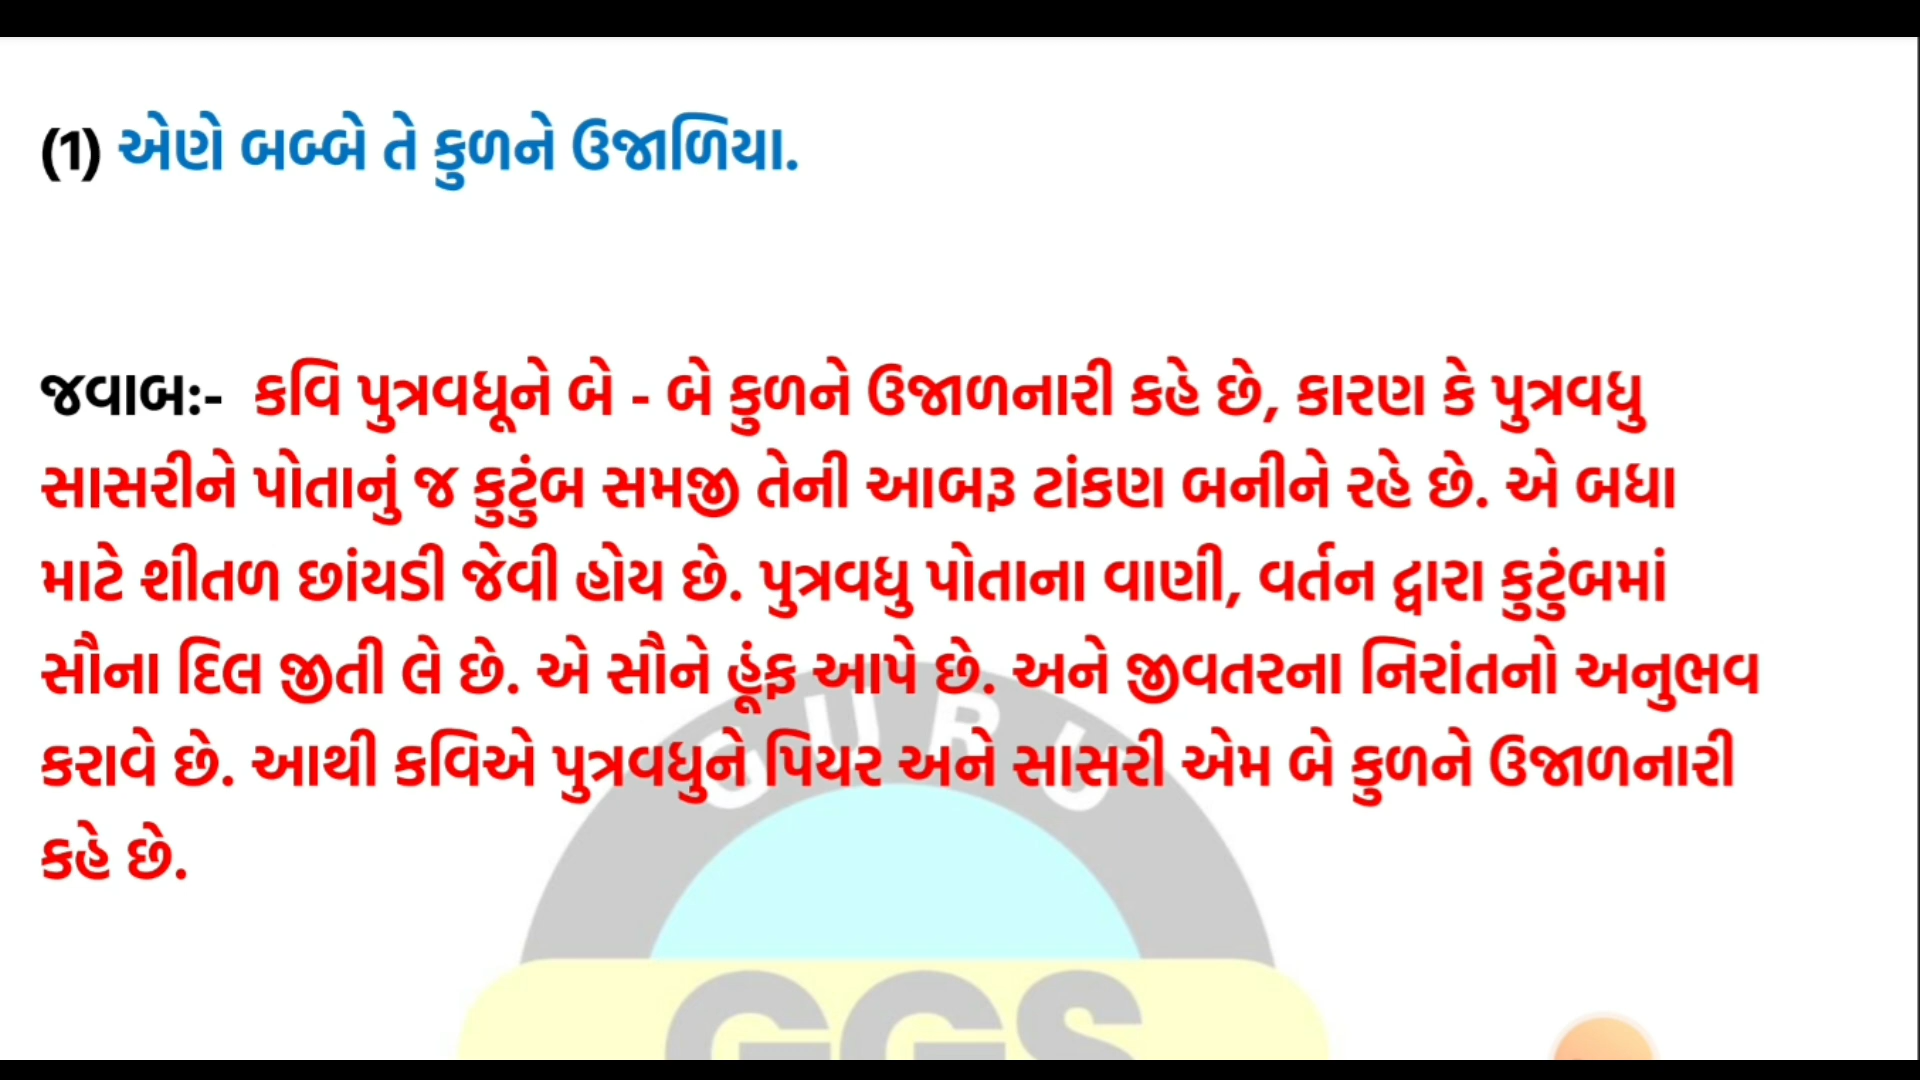 (1) એણે બબ્બે તે કુળને ઉજાળિયા.
જવાબ:- કવિ પુત્રવધૂને બે - બે કુળને ઉજાળનારી કહે છે, કારણ કે પુત્રવધુ
સાસરીને પોતાનું જ કુટુંબ સમજી તેની આબરૂ ટાંકણ બનીને રહે છે. એ બધા
માટે શીતળ છાંયડી જેવી હોય છે. પુત્રવધુ પોતાના વાણી, વર્તન દ્વારા કુટુંબમાં
સૌના દિલ જીતી લે છે. એ સૌને હૂંફ આપે છે. અને જીવતરના નિરાંતનો અનુભવ
કરાવે છે. આથી કવિએ પુત્રવધુને પિયર અને સાસરી એમ બે કુળને ઉજાળનારી
કહે છે.
GURU
GGS